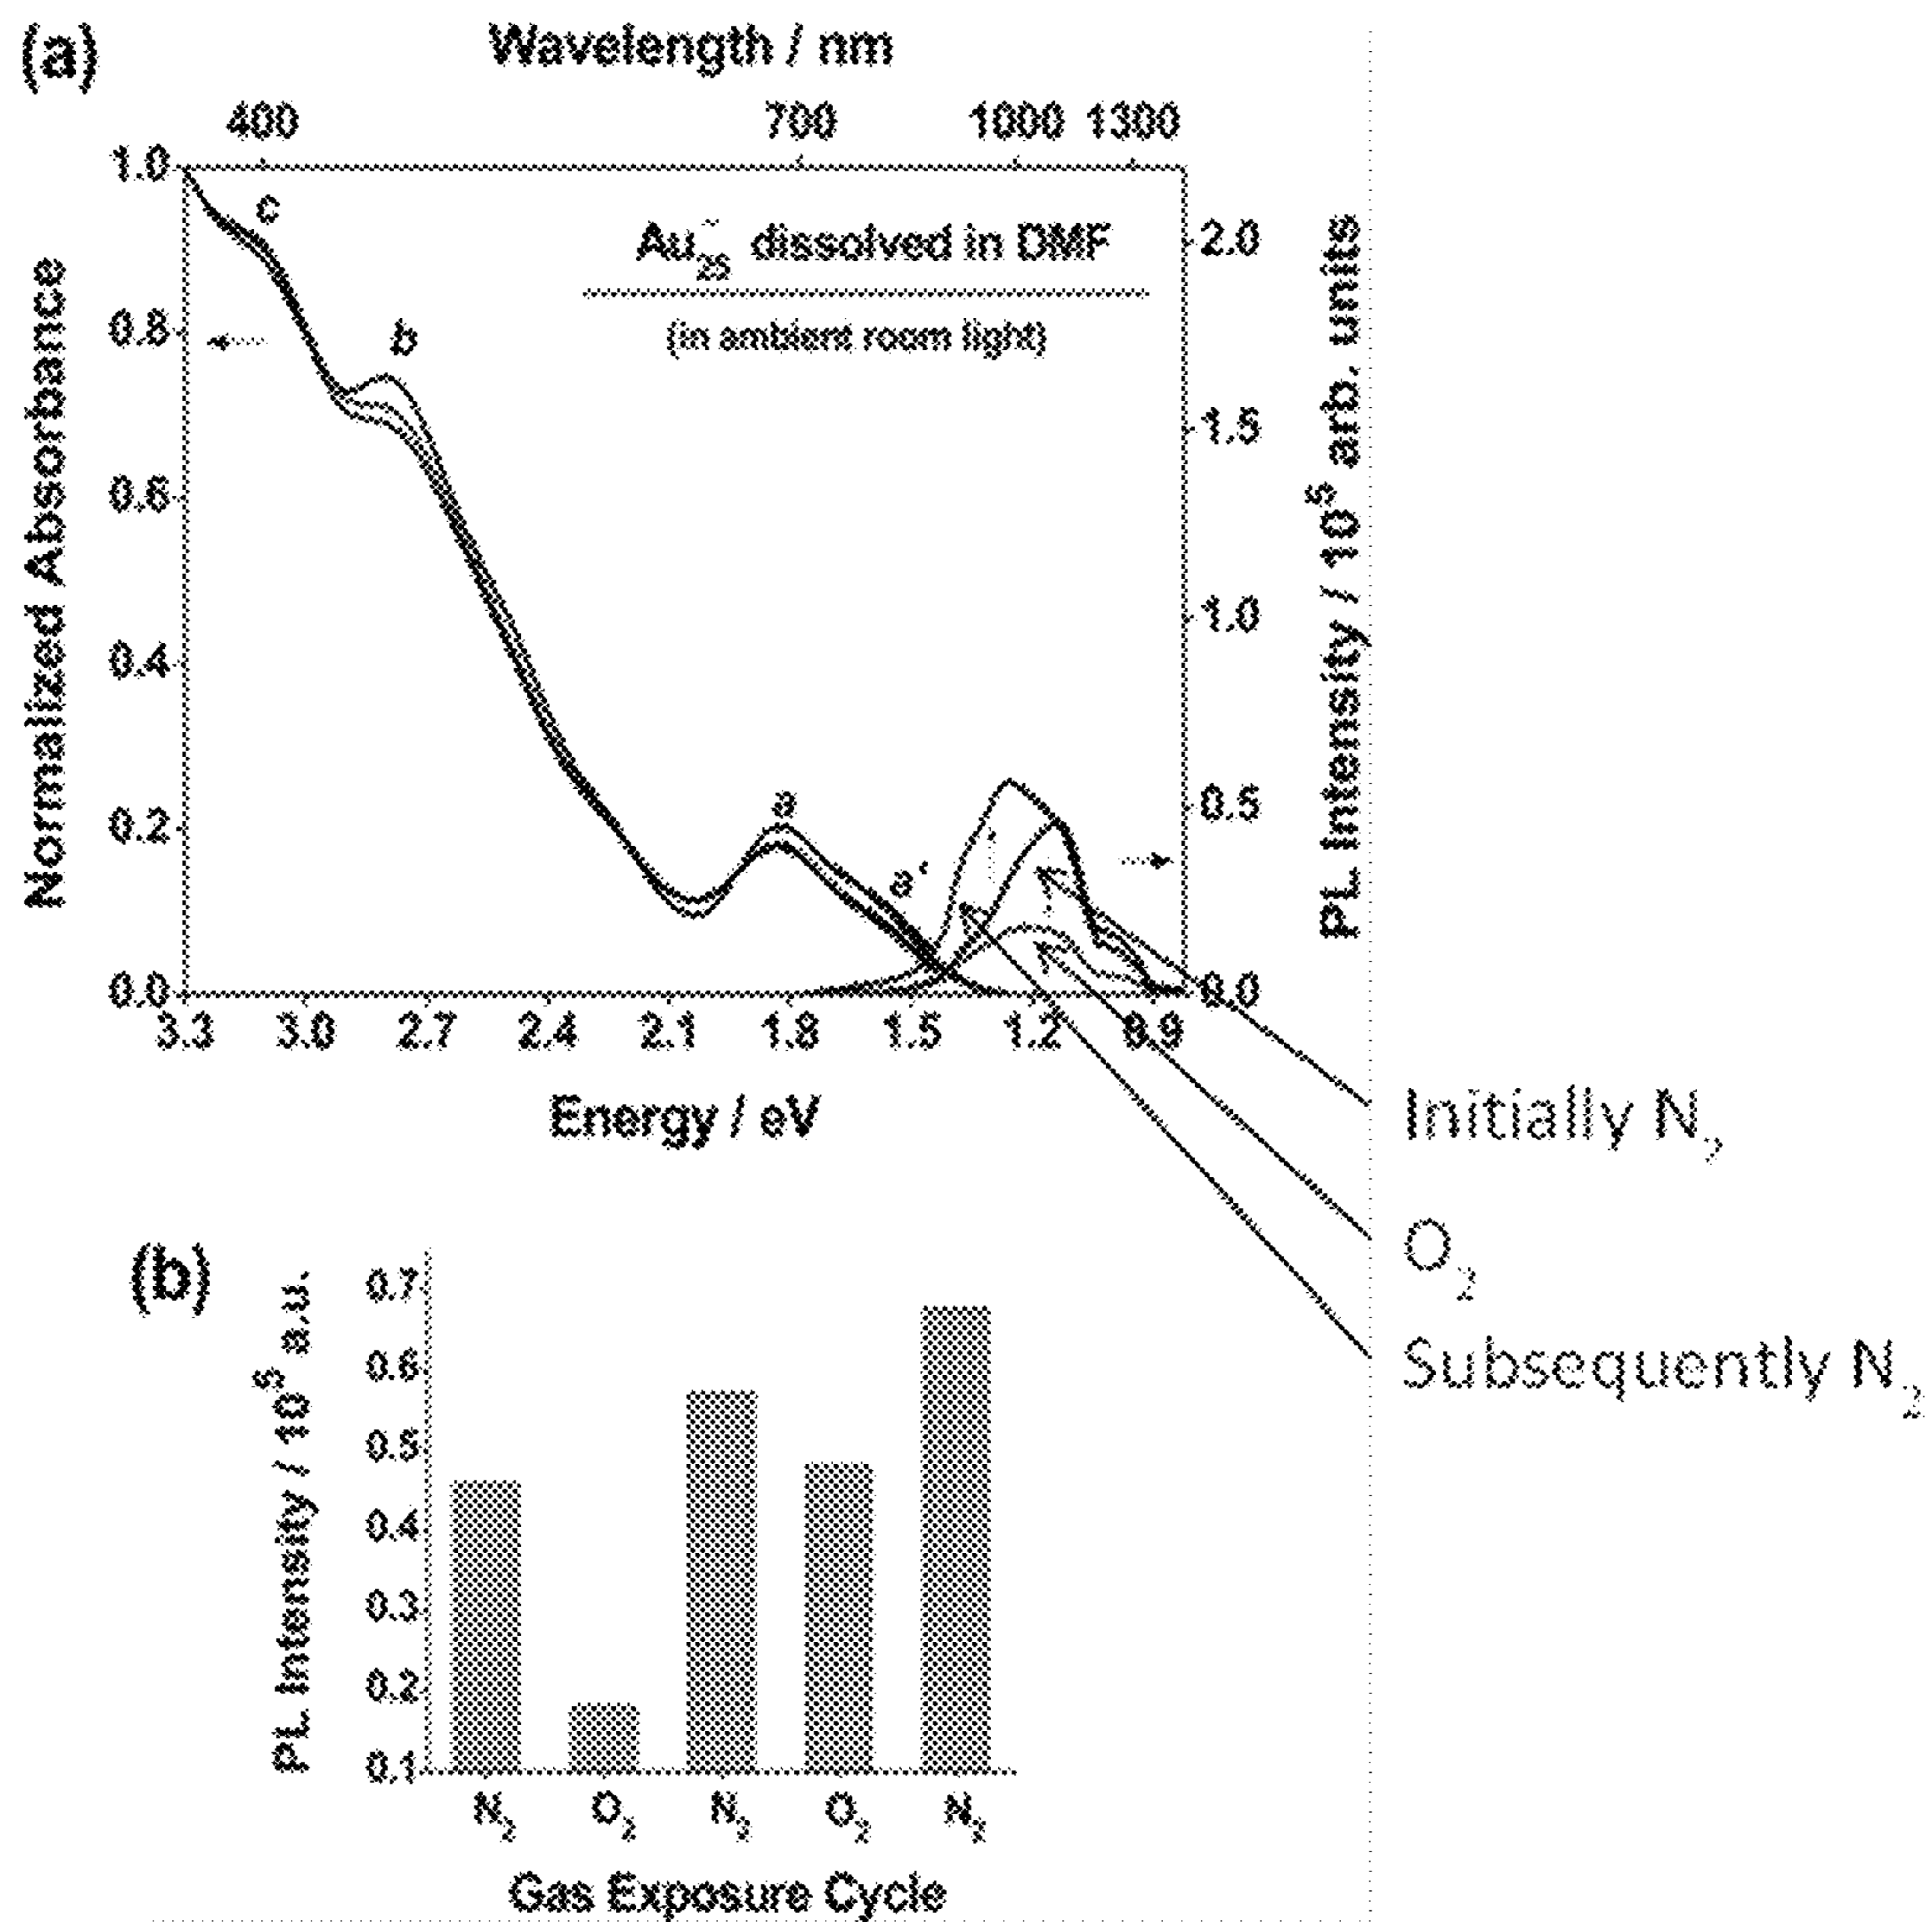 (a)
Wavelength / nm
400 700 1000 1300
1.0
0.8
0.6
0.4
0.2
0.0
Normalized Absorbance
c
b
a
a'
Au₂₅⁻ dissolved in DMF
(in ambient room light)
2.0
1.5
1.0
0.5
0.0
PL Intensity / 10⁵ arb. units
3.3 3.0 2.7 2.4 2.1 1.8 1.5 1.2 0.9
Energy / eV
Initially N₂
O₂
Subsequently N₂
(b)
PL Intensity / 10⁵ a.u.
0.7
0.6
0.5
0.4
0.3
0.2
0.1
N₂ O₂ N₂ O₂ N₂
Gas Exposure Cycle